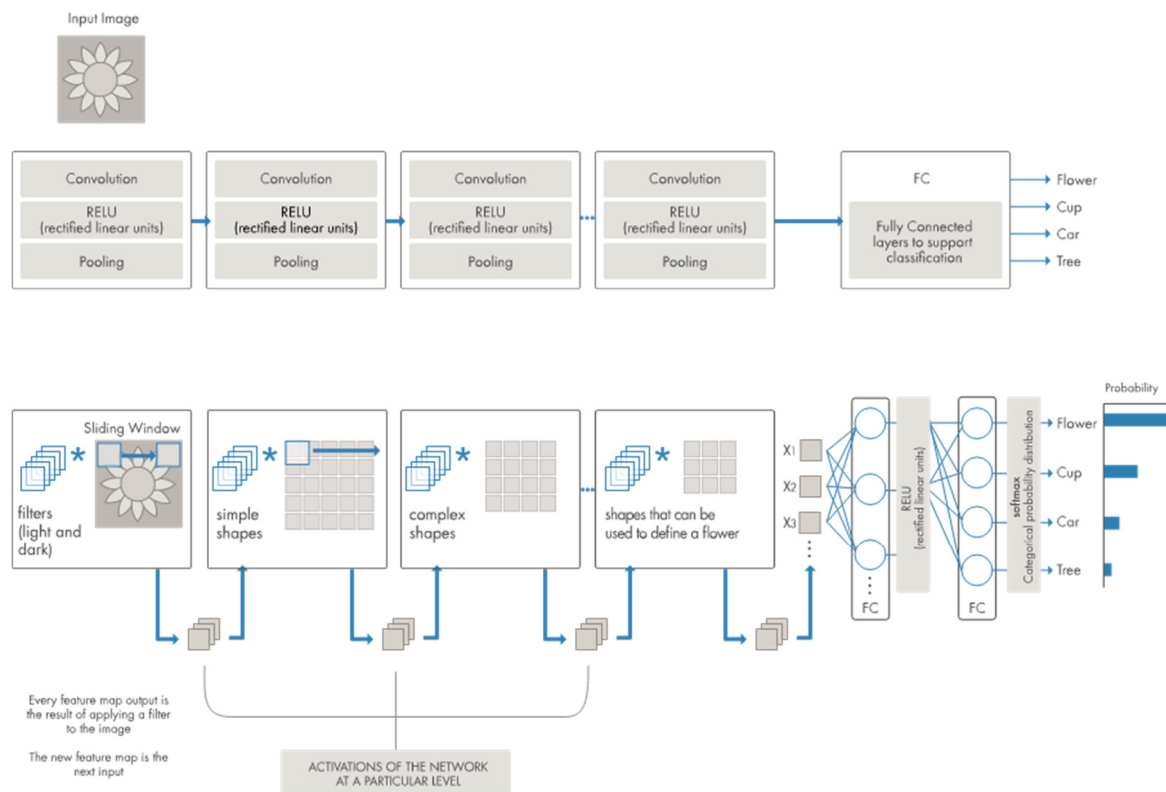 Input Image
Convolution
RELU
(rectified linear units)
Pooling
Convolution
RELU
(rectified linear units)
Pooling
Convolution
RELU
(rectified linear units)
Pooling
Convolution
RELU
(rectified linear units)
Pooling
FC
Fully Connected
layers to support
classification
Flower
Cup
Car
Tree
Sliding Window
*
filters
(light and
dark)
*
simple
shapes
*
complex
shapes
*
shapes that can be
used to define a flower
X1
X2
X3
FC
RELU
(rectified linear units)
FC
softmax
Categorical probability distribution
Probability
Flower
Cup
Car
Tree
Every feature map output is
the result of applying a filter
to the image
The new feature map is the
next input
ACTIVATIONS OF THE NETWORK
AT A PARTICULAR LEVEL